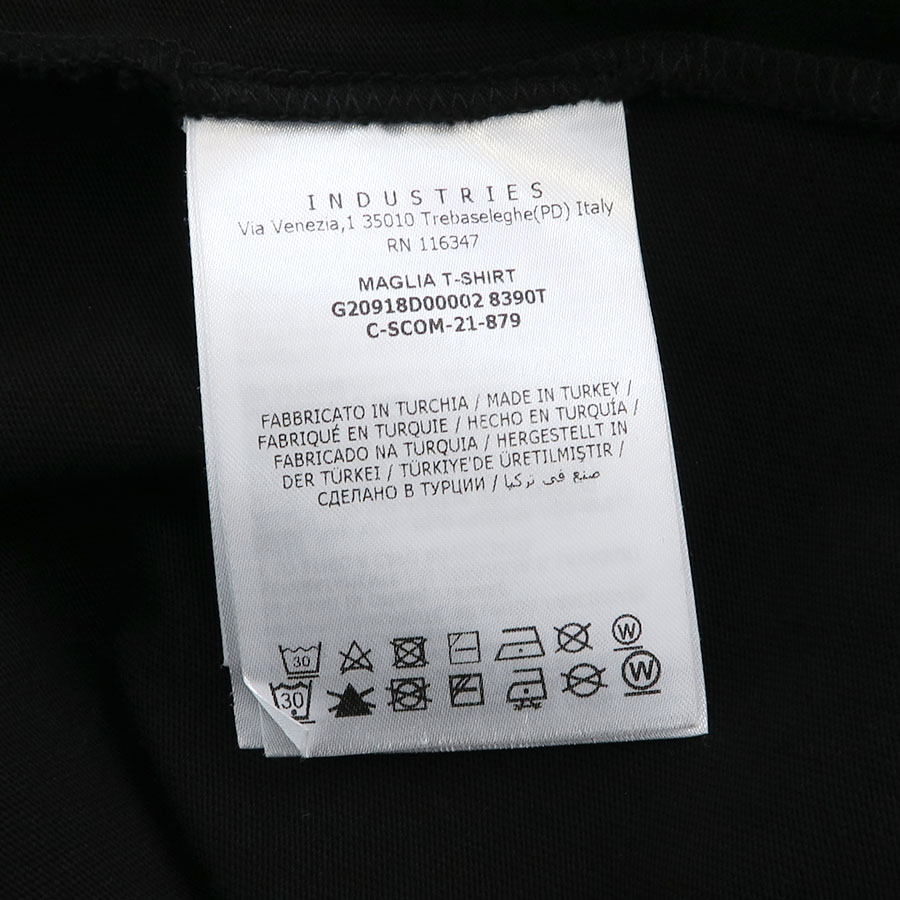 INDUSTRIES
Via Venezia,1 35010 Trebaseleghe(PD) Italy
RN 116347
MAGLIA T-SHIRT
G20918D00002 8390T
C-SCOM-21-879
FABBRICATO IN TURCHIA / MADE IN TURKEY /
FABRIQUÉ EN TURQUIE / HECHO EN TURQUÍA /
FABRICADO NA TURQUIA / HERGESTELLT IN
DER TÜRKEI / TÜRKIYE'DE ÜRETILMIŞTIR /
СДЕЛАНО В ТУРЦИИ / صنع في تركيا
30 W
30 W